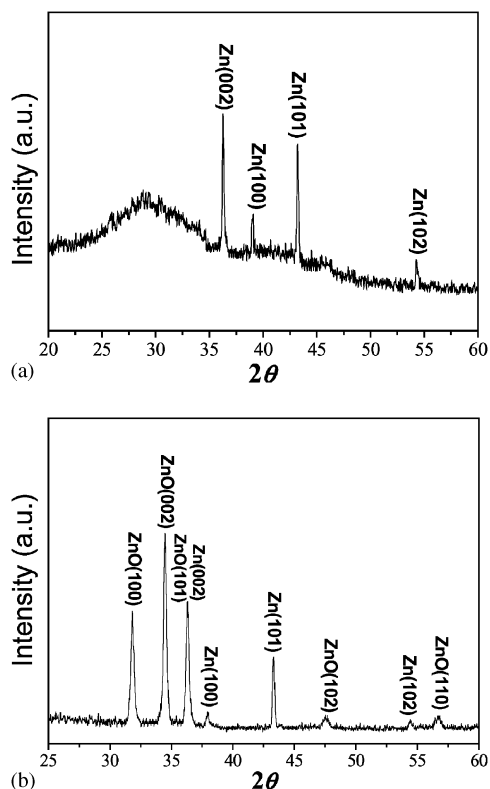 Intensity (a.u.)
Zn(002)
Zn(100)
Zn(101)
Zn(102)
20 25 30 35 40 45 50 55 60
(a)
2θ
Intensity (a.u.)
ZnO(100)
ZnO(002)
ZnO(101)
Zn(002)
Zn(100)
Zn(101)
ZnO(102)
Zn(102)
ZnO(110)
25 30 35 40 45 50 55 60
(b)
2θ